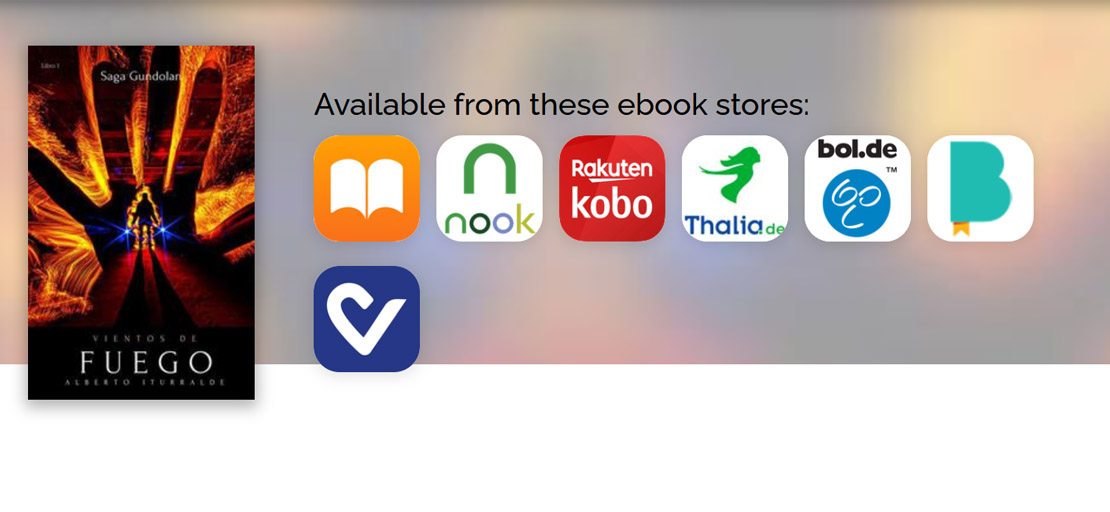 Libro 1
Saga Gundolan
VIENTOS DE
FUEGO
ALBERTO ITURRALDE
Available from these ebook stores:
nook
Rakuten
kobo
Thalia.de
bol.de
TM
B